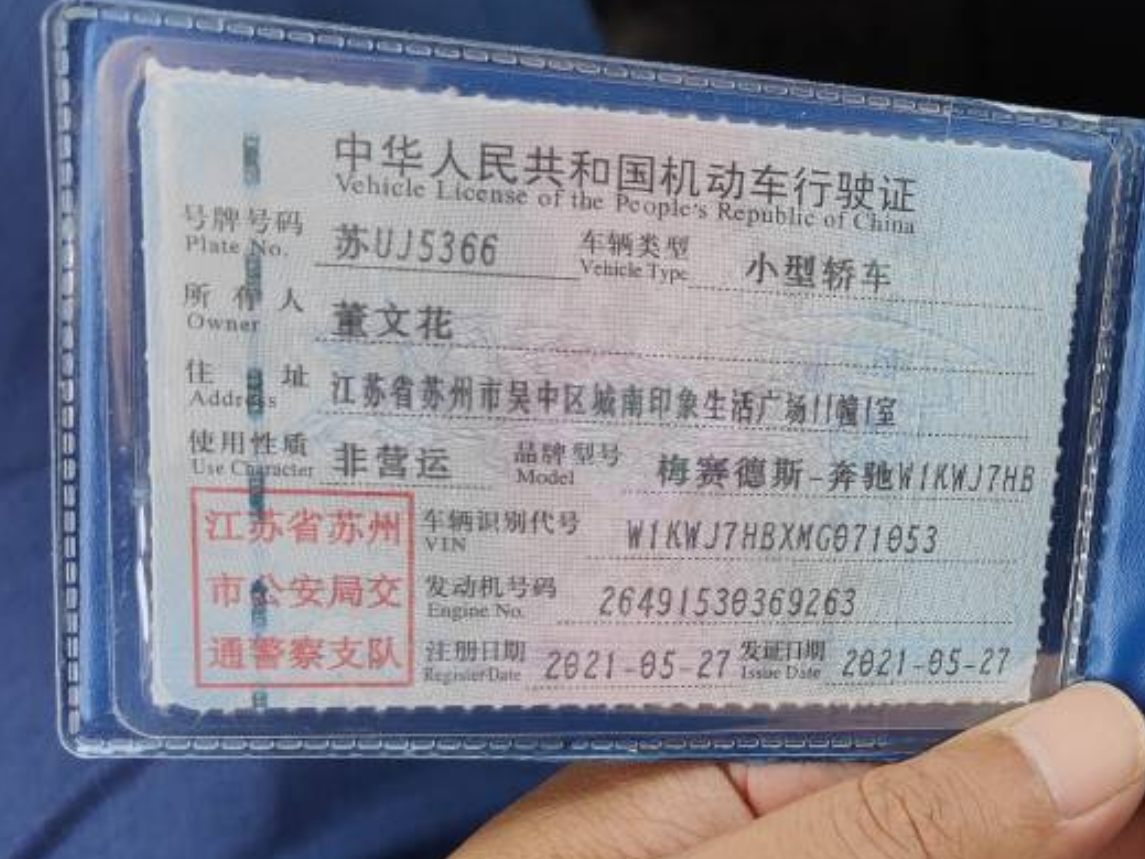 中华人民共和国机动车行驶证
Vehicle License of the People's Republic of China
号牌号码 苏UJ5366 车辆类型 小型轿车
Plate No. Vehicle Type
所有人 董文花
Owner
住址 江苏省苏州市吴中区城南印象生活广场11幢1室
Address
使用性质 非营运 品牌型号 梅赛德斯-奔驰W1KWJ7HB
Use Character Model
江苏省苏州
市公安局交
通警察支队
车辆识别代号 W1KWJ7HBXMG071053
VIN
发动机号码 26491530369263
Engine No.
注册日期 2021-05-27 发证日期 2021-05-27
Register Date Issue Date